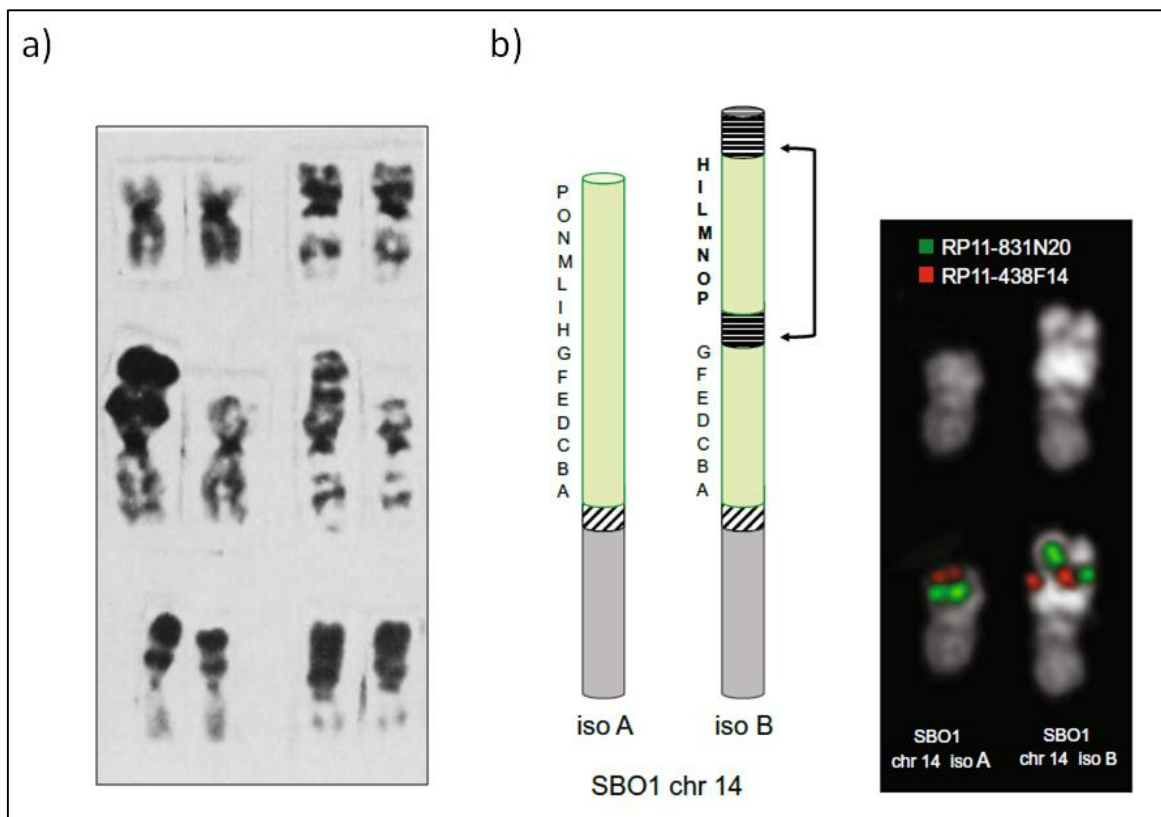 a)
b)
P O N M L I H G F E D C B A
H I L M N O P
G F E D C B A
iso A
iso B
SBO1 chr 14
RP11-831N20
RP11-438F14
SBO1
chr 14 iso A
SBO1
chr 14 iso B